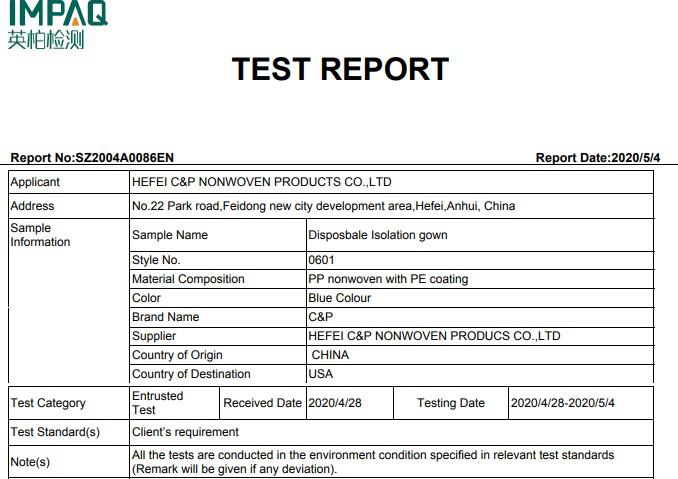 IMPAQ
英柏检测
TEST REPORT
Report No:SZ2004A0086EN Report Date:2020/5/4
Applicant HEFEI C&P NONWOVEN PRODUCTS CO.,LTD
Address No.22 Park road,Feidong new city development area,Hefei,Anhui, China
Sample Information Sample Name Disposbale Isolation gown
Style No. 0601
Material Composition PP nonwoven with PE coating
Color Blue Colour
Brand Name C&P
Supplier HEFEI C&P NONWOVEN PRODUCS CO.,LTD
Country of Origin CHINA
Country of Destination USA
Test Category Entrusted Test Received Date 2020/4/28 Testing Date 2020/4/28-2020/5/4
Test Standard(s) Client's requirement
Note(s) All the tests are conducted in the environment condition specified in relevant test standards
(Remark will be given if any deviation).